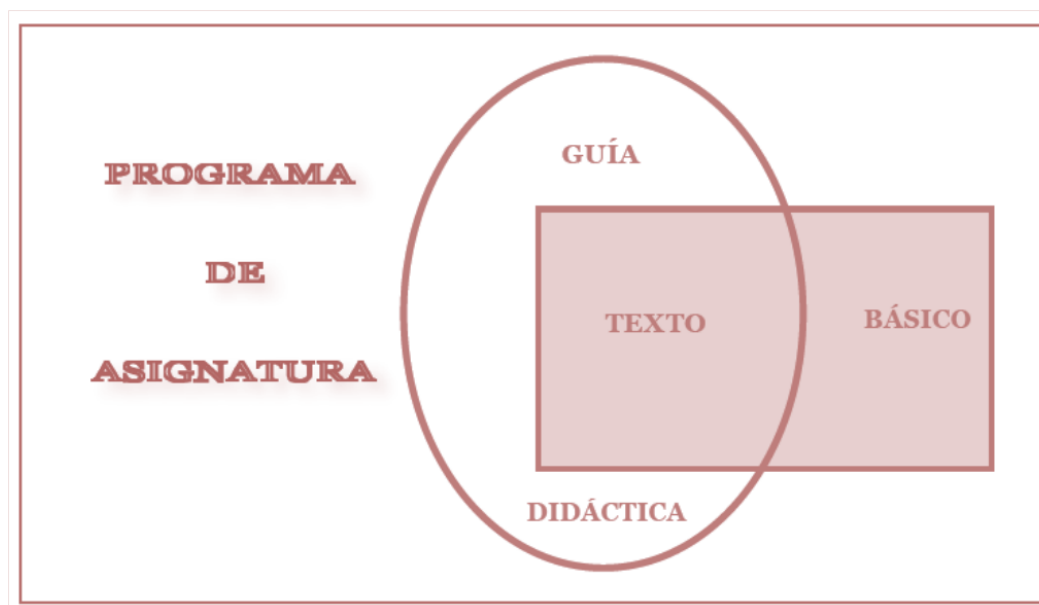 PROGRAMA
DE
ASIGNATURA
GUÍA
TEXTO BÁSICO
DIDÁCTICA